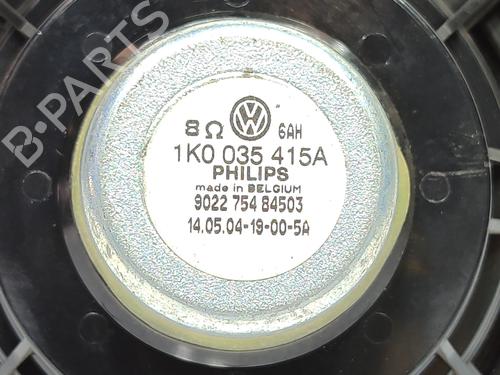 8Ω VW 6AH
1K0 035 415A
PHILIPS
made in BELGIUM
9022 754 84503
14.05.04-19-00-5A
B-PARTS